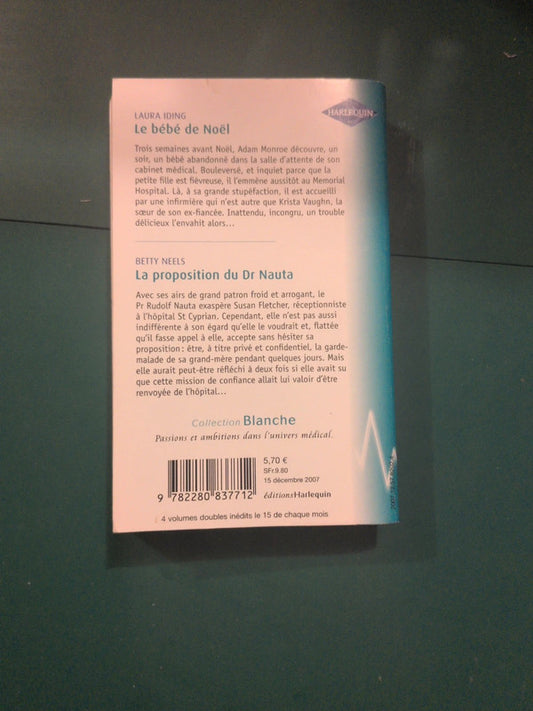 HARLEQUIN
LAURA IDING
Le bébé de Noël
Trois semaines avant Noël, Adam Monroe découvre, un
soir, un bébé abandonné dans la salle d'attente de son
cabinet médical. Bouleversé, et inquiet parce que la
petite fille est fiévreuse, il l'emmène aussitôt au Memorial
Hospital. Là, à sa grande stupéfaction, il est accueilli
par une infirmière qui n'est autre que Krista Vaughn, la
sœur de son ex-fiancée. Inattendu, incongru, un trouble
délicieux l'envahit alors...
BETTY NEELS
La proposition du Dr Nauta
Avec ses airs de grand patron froid et arrogant, le
Pr Rudolf Nauta exaspère Susan Fletcher, réceptionniste
à l'hôpital St Cyprian. Cependant, elle n'est pas aussi
indifférente à son égard qu'elle le voudrait et, flattée
qu'il fasse appel à elle, accepte sans hésiter sa
proposition : être, à titre privé et confidentiel, la garde-
malade de sa grand-mère pendant quelques jours. Mais
elle aurait peut-être réfléchi à deux fois si elle avait su
que cette mission de confiance allait lui valoir d'être
renvoyée de l'hôpital...
Collection Blanche
Passions et ambitions dans l'univers médical.
5,70 €
SFr.9.80
15 décembre 2007
9 782280 837712
éditionsHarlequin
4 volumes doubles inédits le 15 de chaque mois